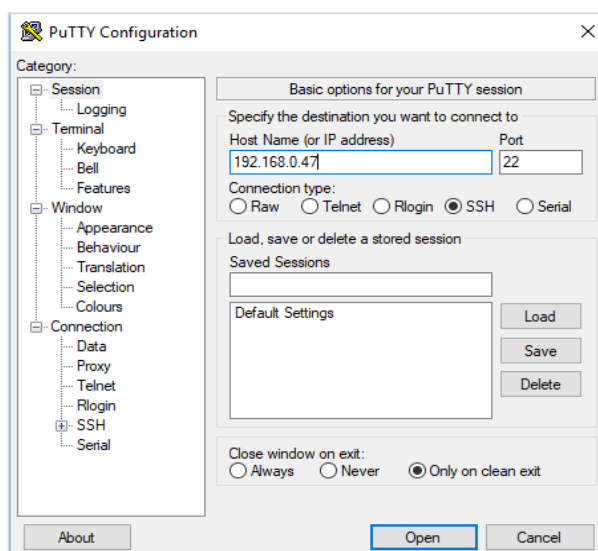 PuTTY Configuration
Category:
Session
Logging
Terminal
Keyboard
Bell
Features
Window
Appearance
Behaviour
Translation
Selection
Colours
Connection
Data
Proxy
Telnet
Rlogin
SSH
Serial
Basic options for your PuTTY session
Specify the destination you want to connect to
Host Name (or IP address) Port
192.168.0.47 22
Connection type:
Raw Telnet Rlogin SSH Serial
Load, save or delete a stored session
Saved Sessions
Default Settings
Load
Save
Delete
Close window on exit:
Always Never Only on clean exit
About Open Cancel